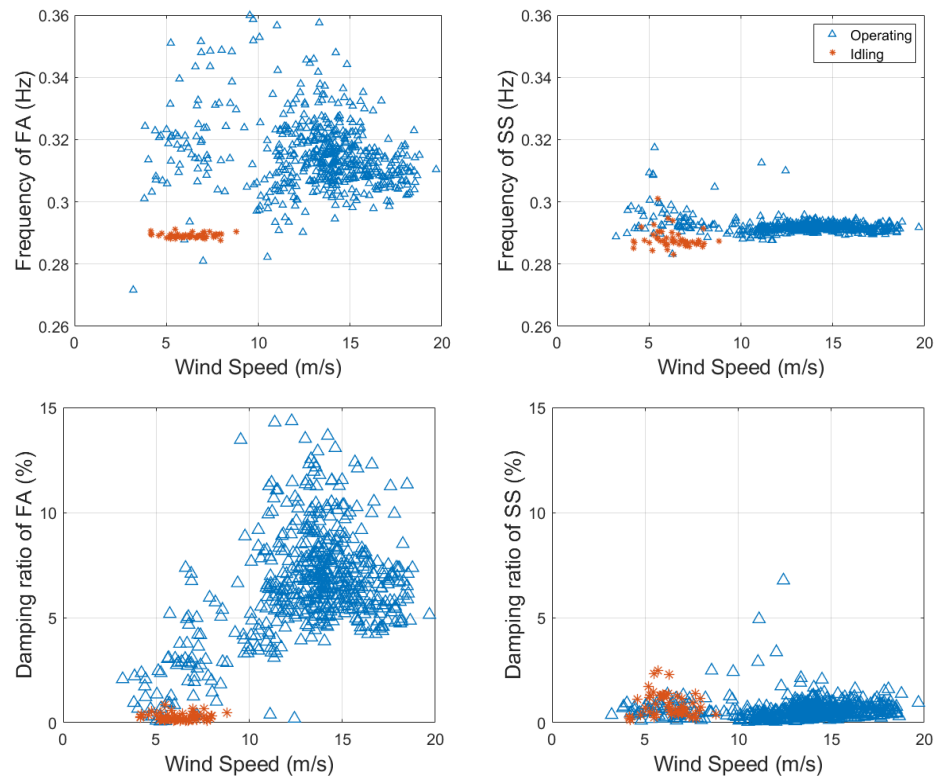 0.36
0.34
0.32
0.3
0.28
0.26
Frequency of FA (Hz)
0 5 10 15 20
Wind Speed (m/s)
0.36
0.34
0.32
0.3
0.28
0.26
Frequency of SS (Hz)
Operating
Idling
0 5 10 15 20
Wind Speed (m/s)
15
10
5
0
Damping ratio of FA (%)
0 5 10 15 20
Wind Speed (m/s)
15
10
5
0
Damping ratio of SS (%)
0 5 10 15 20
Wind Speed (m/s)